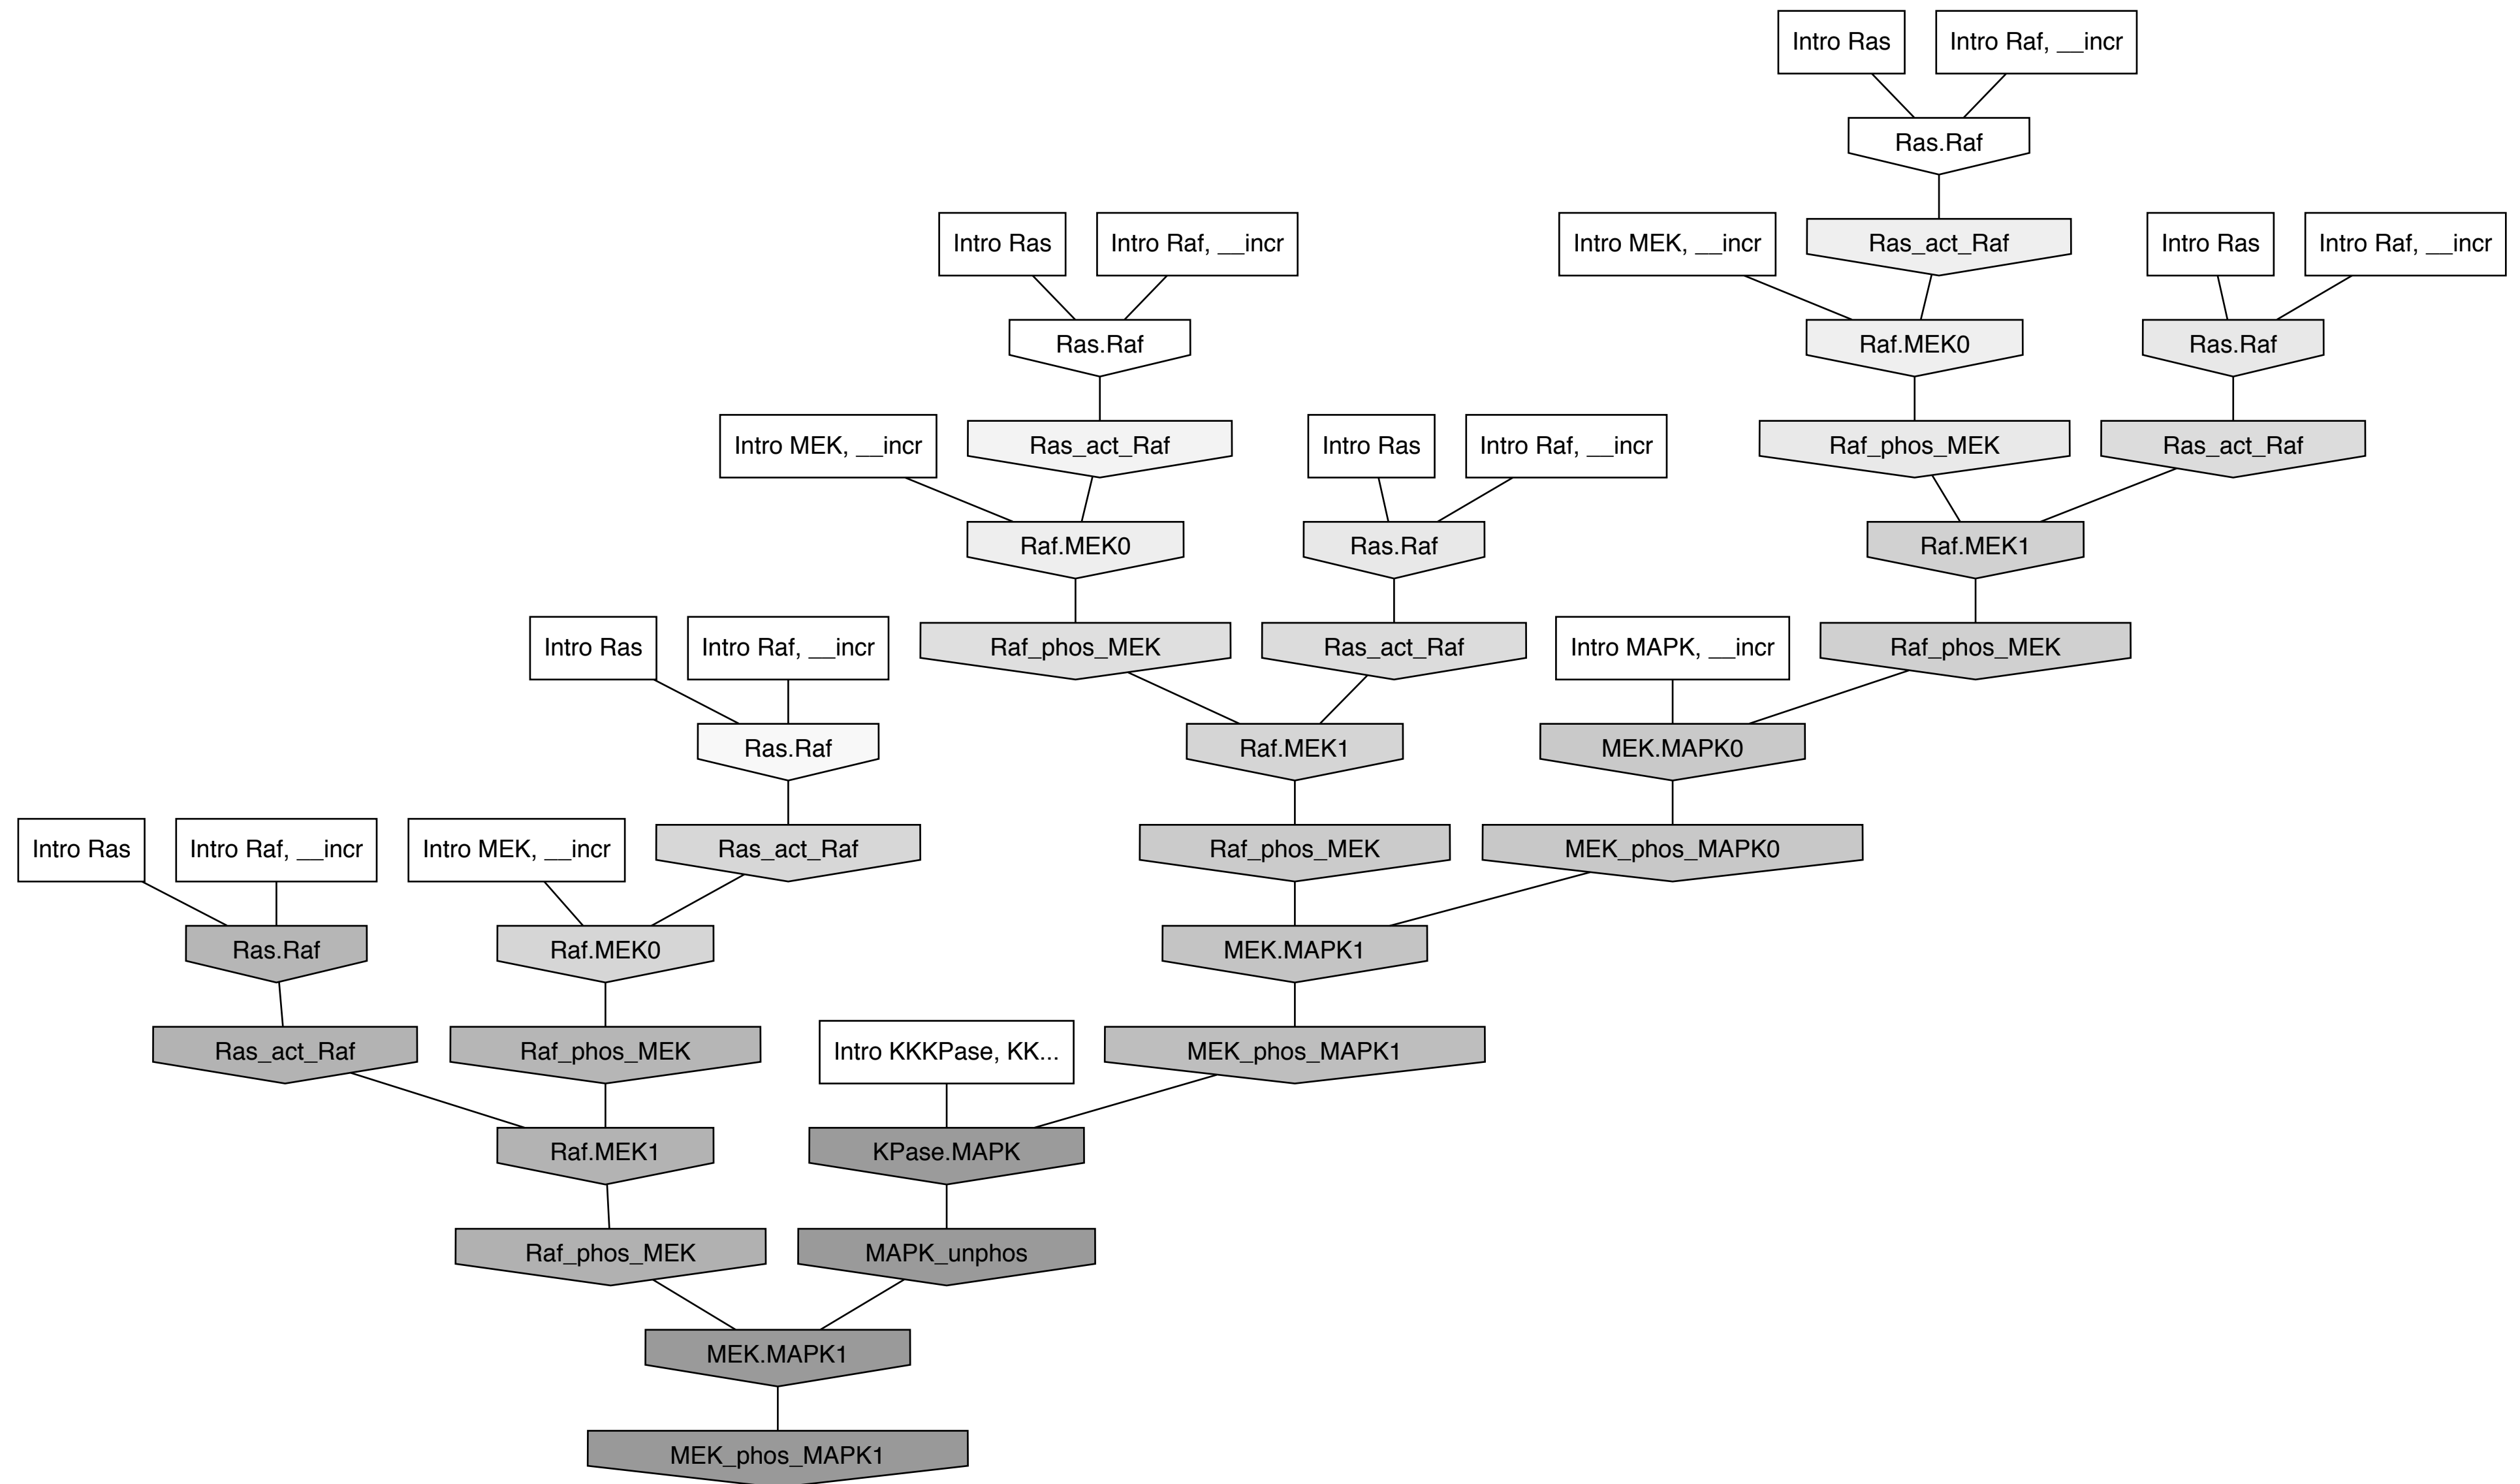 Intro Ras
Intro Raf, __incr
Ras.Raf
Intro Ras
Intro Raf, __incr
Intro MEK, __incr
Ras_act_Raf
Intro Ras
Intro Raf, __incr
Ras.Raf
Raf.MEK0
Ras.Raf
Intro MEK, __incr
Ras_act_Raf
Intro Ras
Intro Raf, __incr
Raf_phos_MEK
Ras_act_Raf
Raf.MEK0
Ras.Raf
Raf.MEK1
Intro Ras
Intro Raf, __incr
Raf_phos_MEK
Ras_act_Raf
Intro MAPK, __incr
Raf_phos_MEK
Ras.Raf
Raf.MEK1
MEK.MAPK0
Intro Ras
Intro Raf, __incr
Intro MEK, __incr
Ras_act_Raf
Raf_phos_MEK
MEK_phos_MAPK0
Ras.Raf
Raf.MEK0
MEK.MAPK1
Ras_act_Raf
Raf_phos_MEK
Intro KKKPase, KK...
MEK_phos_MAPK1
Raf.MEK1
KPase.MAPK
Raf_phos_MEK
MAPK_unphos
MEK.MAPK1
MEK_phos_MAPK1